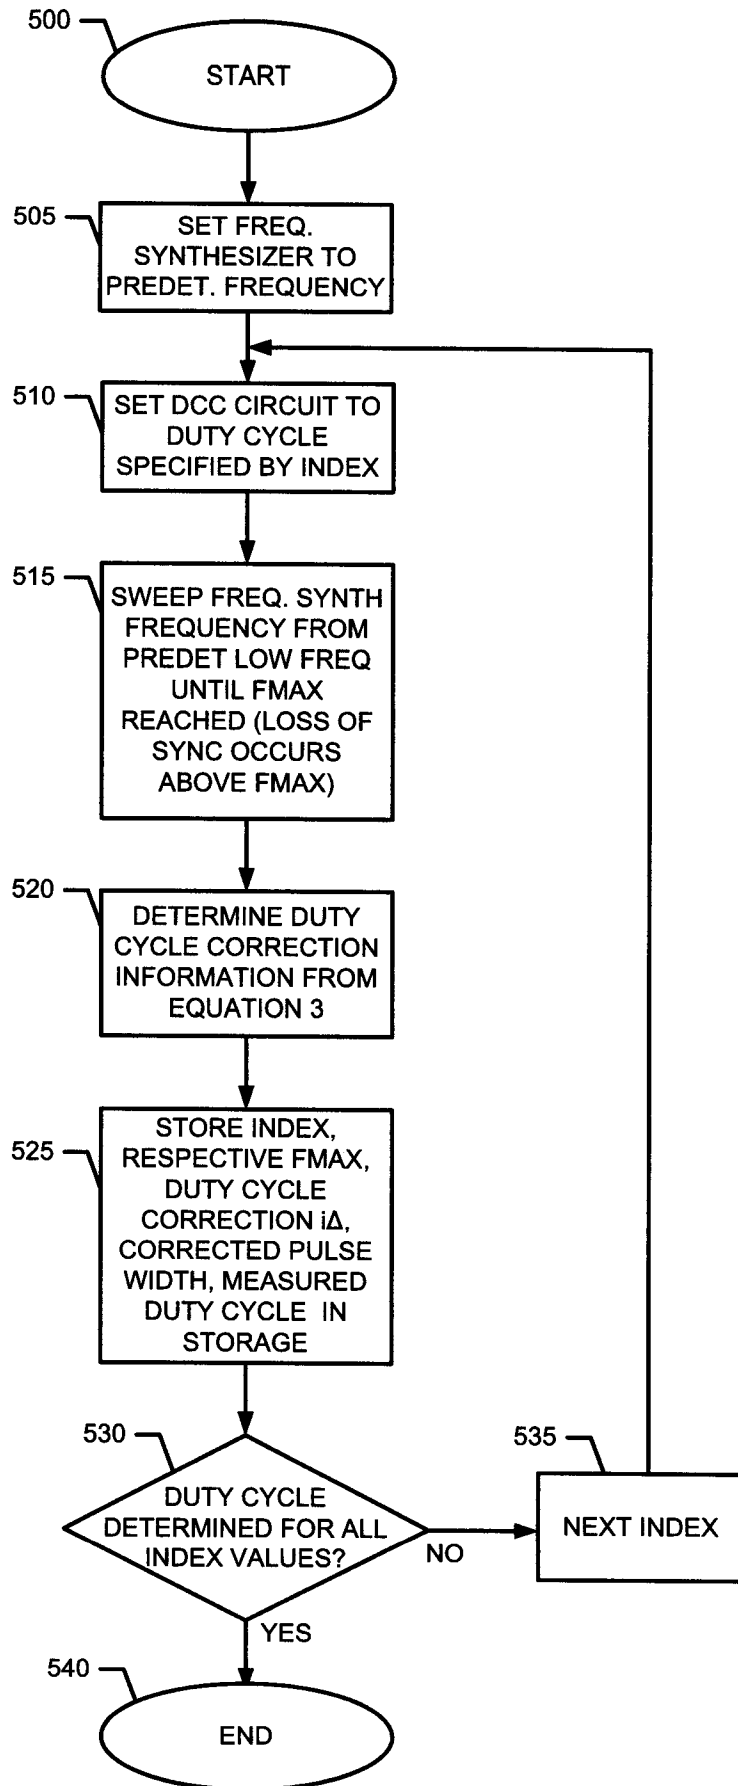 500
START
505
SET FREQ.
SYNTHESIZER TO
PREDET. FREQUENCY
510
SET DCC CIRCUIT TO
DUTY CYCLE
SPECIFIED BY INDEX
515
SWEEP FREQ. SYNTH
FREQUENCY FROM
PREDET LOW FREQ
UNTIL FMAX
REACHED (LOSS OF
SYNC OCCURS
ABOVE FMAX)
520
DETERMINE DUTY
CYCLE CORRECTION
INFORMATION FROM
EQUATION 3
525
STORE INDEX,
RESPECTIVE FMAX,
DUTY CYCLE
CORRECTION iΔ,
CORRECTED PULSE
WIDTH, MEASURED
DUTY CYCLE IN
STORAGE
530
DUTY CYCLE
DETERMINED FOR ALL
INDEX VALUES?
NO
535
NEXT INDEX
YES
540
END